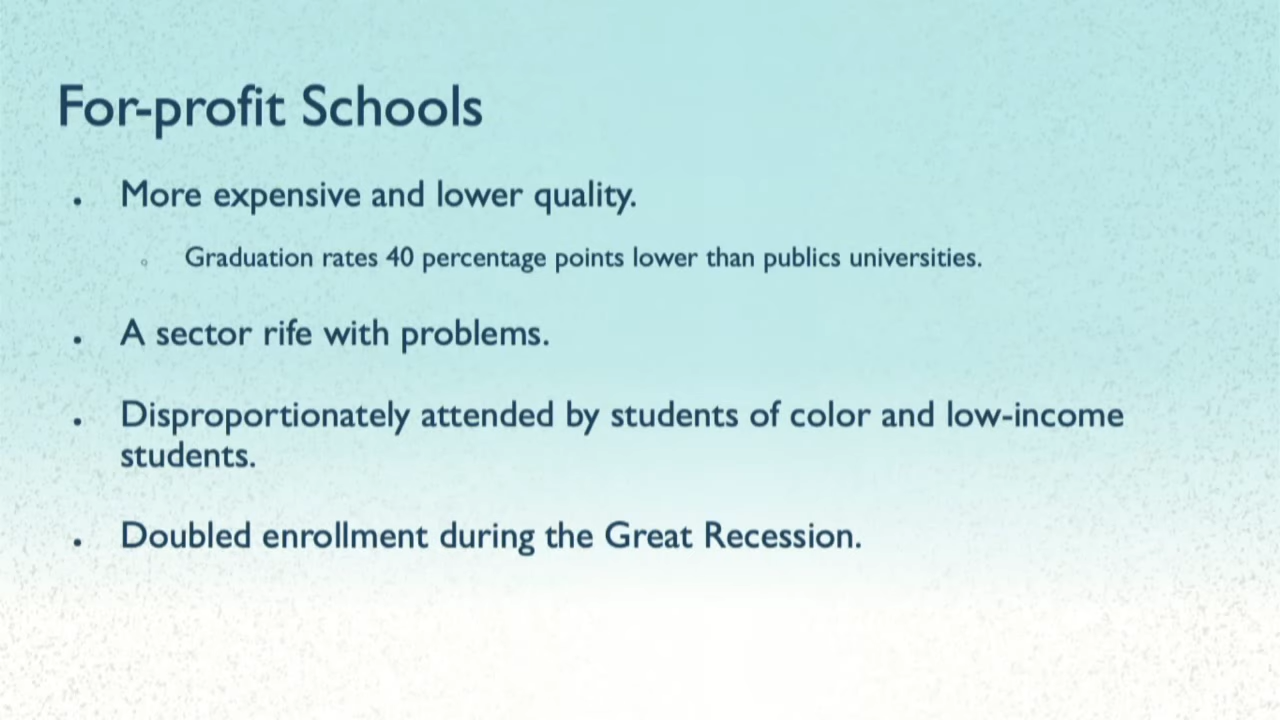 For-profit Schools
More expensive and lower quality.
Graduation rates 40 percentage points lower than publics universities.
A sector rife with problems.
Disproportionately attended by students of color and low-income
students.
Doubled enrollment during the Great Recession.